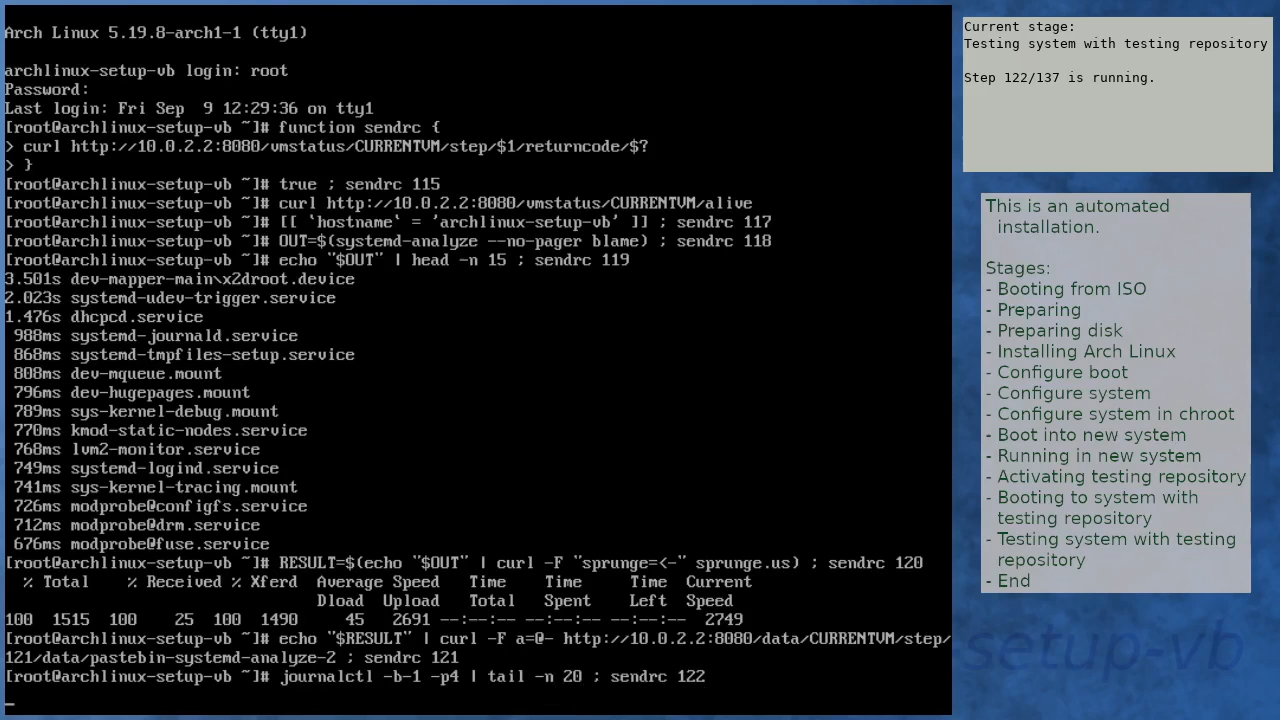 Arch Linux 5.19.8-arch1-1 (tty1)
archlinux-setup-vb login: root
Password:
Last login: Fri Sep  9 12:29:36 on tty1
[root@archlinux-setup-vb ~]# function sendrc {
> curl http://10.0.2.2:8080/vmstatus/CURRENTVM/step/$1/returncode/$?
> }
[root@archlinux-setup-vb ~]# true ; sendrc 115
[root@archlinux-setup-vb ~]# curl http://10.0.2.2:8080/vmstatus/CURRENTVM/alive
[root@archlinux-setup-vb ~]# [[ `hostname` = 'archlinux-setup-vb' ]] ; sendrc 117
[root@archlinux-setup-vb ~]# OUT=$(systemd-analyze --no-pager blame) ; sendrc 118
[root@archlinux-setup-vb ~]# echo "$OUT" | head -n 15 ; sendrc 119
3.501s dev-mapper-main\x2droot.device
2.023s systemd-udev-trigger.service
1.476s dhcpcd.service
 988ms systemd-journald.service
 868ms systemd-tmpfiles-setup.service
 808ms dev-mqueue.mount
 796ms dev-hugepages.mount
 789ms sys-kernel-debug.mount
 770ms kmod-static-nodes.service
 768ms lvm2-monitor.service
 749ms systemd-logind.service
 741ms sys-kernel-tracing.mount
 726ms modprobe@configfs.service
 712ms modprobe@drm.service
 676ms modprobe@fuse.service
[root@archlinux-setup-vb ~]# RESULT=$(echo "$OUT" | curl -F "sprunge=<-" sprunge.us) ; sendrc 120
  % Total    % Received % Xferd  Average Speed   Time    Time     Time  Current
                                 Dload  Upload   Total   Spent    Left  Speed
100  1515  100    25  100  1490     45   2691 --:--:-- --:--:-- --:--:--  2749
[root@archlinux-setup-vb ~]# echo "$RESULT" | curl -F a=@- http://10.0.2.2:8080/data/CURRENTVM/step/
121/data/pastebin-systemd-analyze-2 ; sendrc 121
[root@archlinux-setup-vb ~]# journalctl -b-1 -p4 | tail -n 20 ; sendrc 122
_
Current stage:
Testing system with testing repository
Step 122/137 is running.
This is an automated
installation.
Stages:
- Booting from ISO
- Preparing
- Preparing disk
- Installing Arch Linux
- Configure boot
- Configure system
- Configure system in chroot
- Boot into new system
- Running in new system
- Activating testing repository
- Booting to system with
testing repository
- Testing system with testing
repository
- End
setup-vb